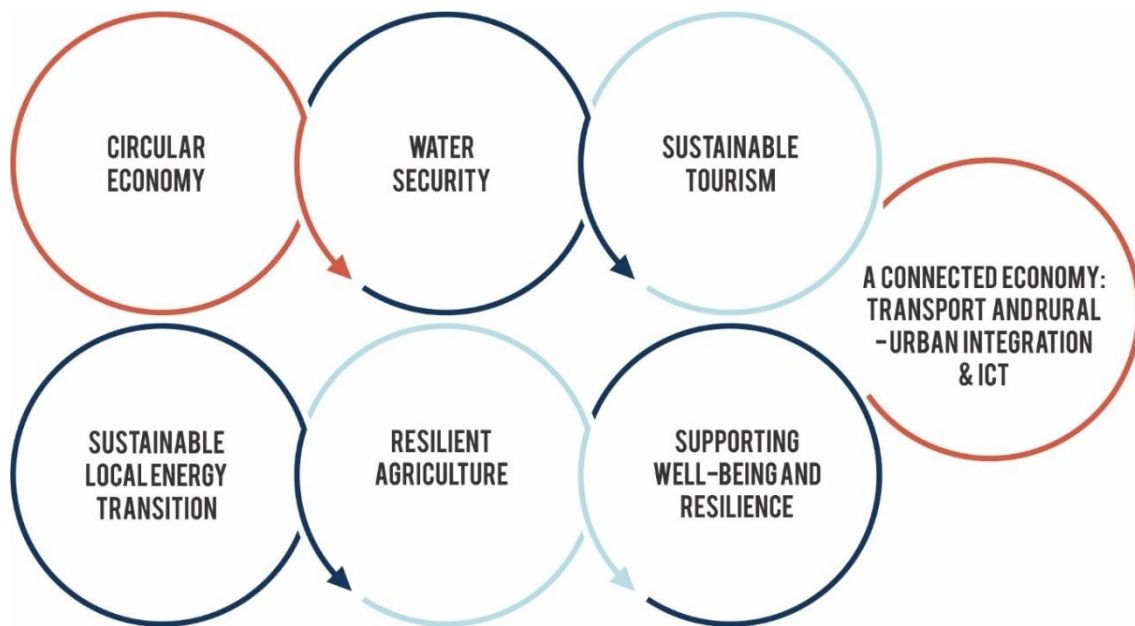 CIRCULAR
ECONOMY
WATER
SECURITY
SUSTAINABLE
TOURISM
A CONNECTED ECONOMY:
TRANSPORT AND RURAL
-URBAN INTEGRATION
& ICT
SUSTAINABLE
LOCAL ENERGY
TRANSITION
RESILIENT
AGRICULTURE
SUPPORTING
WELL-BEING AND
RESILIENCE